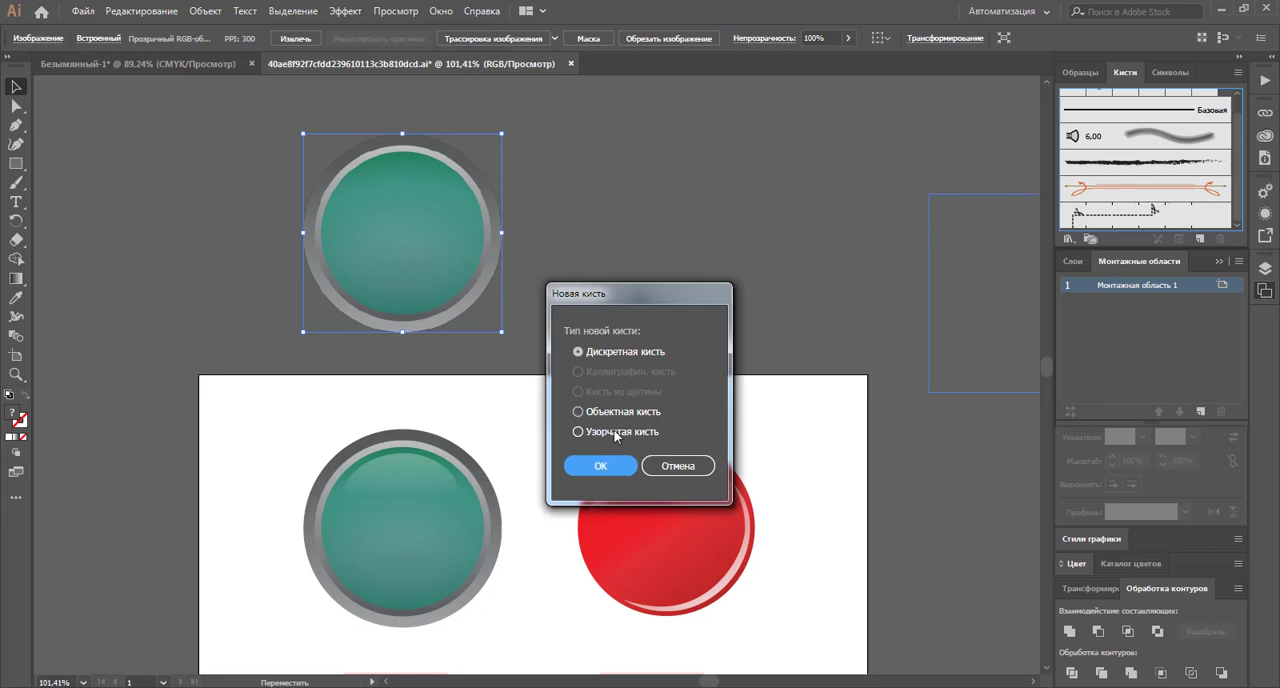 Ai Файл Редактирование Объект Текст Выделение Эффект Просмотр Окно Справка Автоматизация Поиск в Adobe Stock
Изображение Встроенный Прозрачный RGB-об... PPI: 300 Извлечь Редактировать оригинал Трассировка изображения Маска Обрезать изображение Непрозрачность: 100% Трансформирование
Безымянный-1* @ 89,24% (CMYK/Просмотр) × 40ae8f92f7cfdd239610113c3b810dcd.ai* @ 101,41% (RGB/Просмотр) ×
Образцы Кисти Символы
Базовая
6,00
Слои Монтажные области
1 Монтажная область 1
Новая кисть
Тип новой кисти:
Дискретная кисть
Каллиграфич. кисть
Кисть из щетины
Объектная кисть
Узорчатая кисть
OK Отмена
Указатели:
Масштаб: 100% 100%
Выровнять:
Профиль:
Стили графики
Цвет Каталог цветов
Трансформир Обработка контуров
Взаимодействие составляющих:
Разобрать
Обработка контуров:
101,41% 1 Переместить